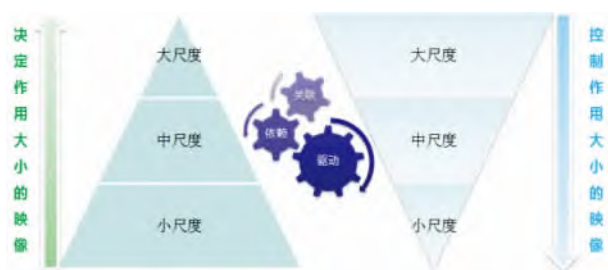 决定作用大小的映像
大尺度
中尺度
小尺度
关联
依赖
驱动
大尺度
中尺度
小尺度
控制作用大小的映像